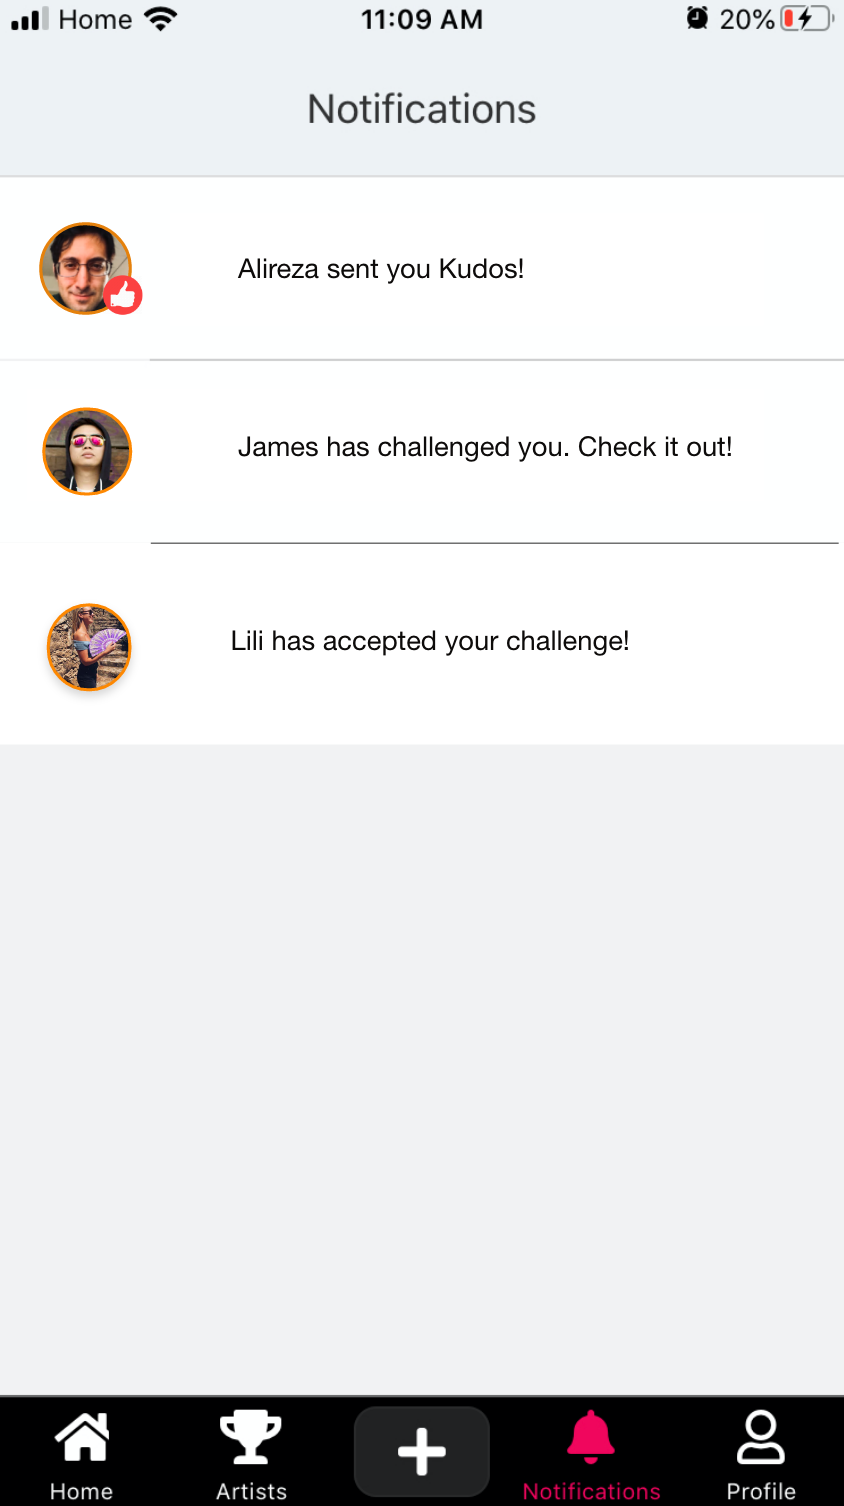 Home 11:09 AM 20%
Notifications
Alireza sent you Kudos!
James has challenged you. Check it out!
Lili has accepted your challenge!
Home Artists Notifications Profile